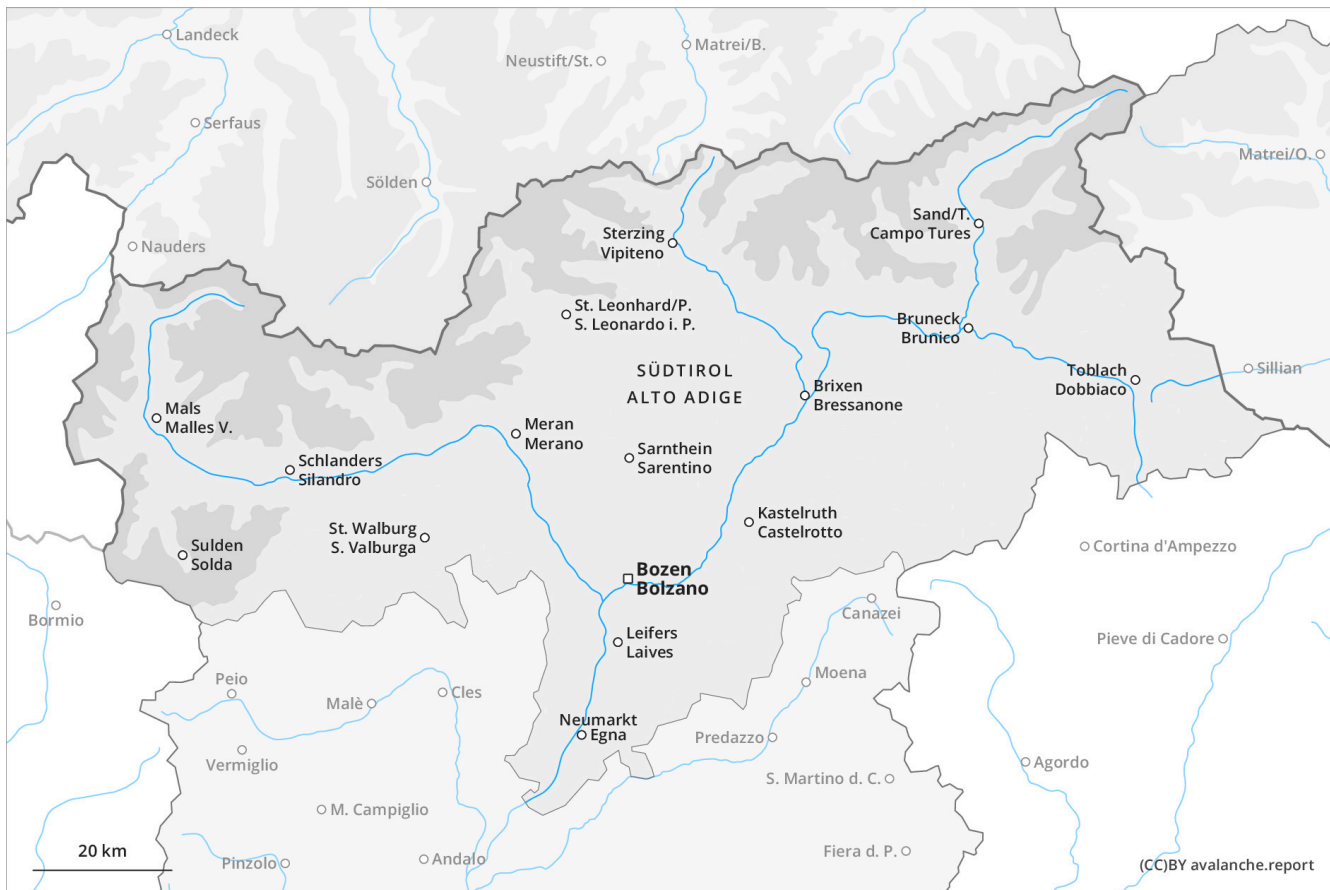 Landeck
Matrei/B.
Neustift/St.
Serfaus
Matrei/O.
Sölden
Sand/T.
Campo Tures
Sterzing
Vipiteno
Nauders
St. Leonhard/P.
S. Leonardo i. P.
Bruneck
Brunico
SÜDTIROL
ALTO ADIGE
Toblach
Dobbiaco
Sillian
Brixen
Bressanone
Mals
Malles V.
Meran
Merano
Sarnthein
Sarentino
Schlanders
Silandro
Kastelruth
Castelrotto
St. Walburg
S. Valburga
Sulden
Solda
Cortina d'Ampezzo
Bozen
Bolzano
Bormio
Canazei
Leifers
Laives
Pieve di Cadore
Peio
Malè
Cles
Moena
Neumarkt
Egna
Predazzo
Vermiglio
Agordo
S. Martino d. C.
M. Campiglio
20 km
Pinzolo
Andalo
Fiera d. P.
(CC)BY avalanche.report